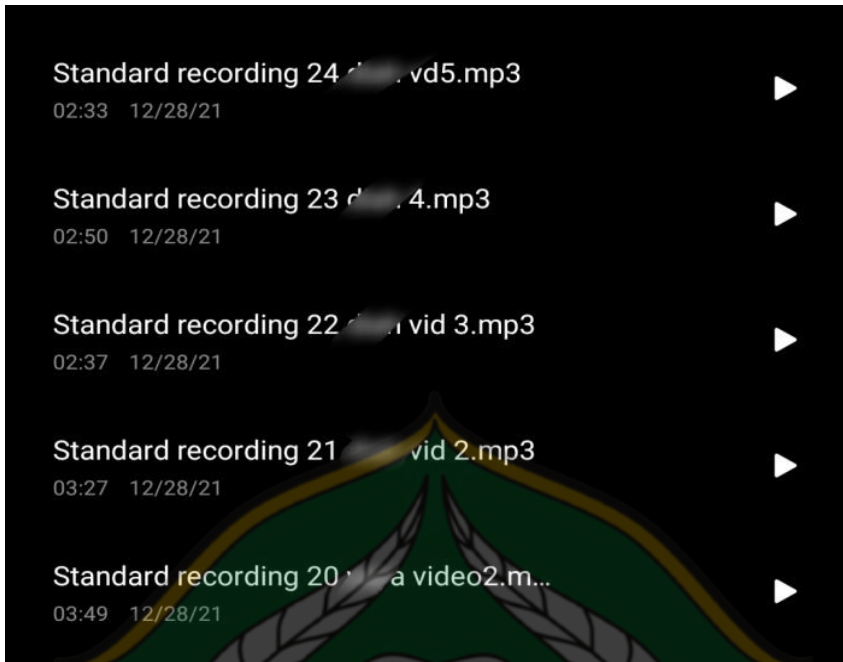 Standard recording 24 vd5.mp3
02:33 12/28/21
Standard recording 23 4.mp3
02:50 12/28/21
Standard recording 22 vid 3.mp3
02:37 12/28/21
Standard recording 21 vid 2.mp3
03:27 12/28/21
Standard recording 20 video2.m...
03:49 12/28/21